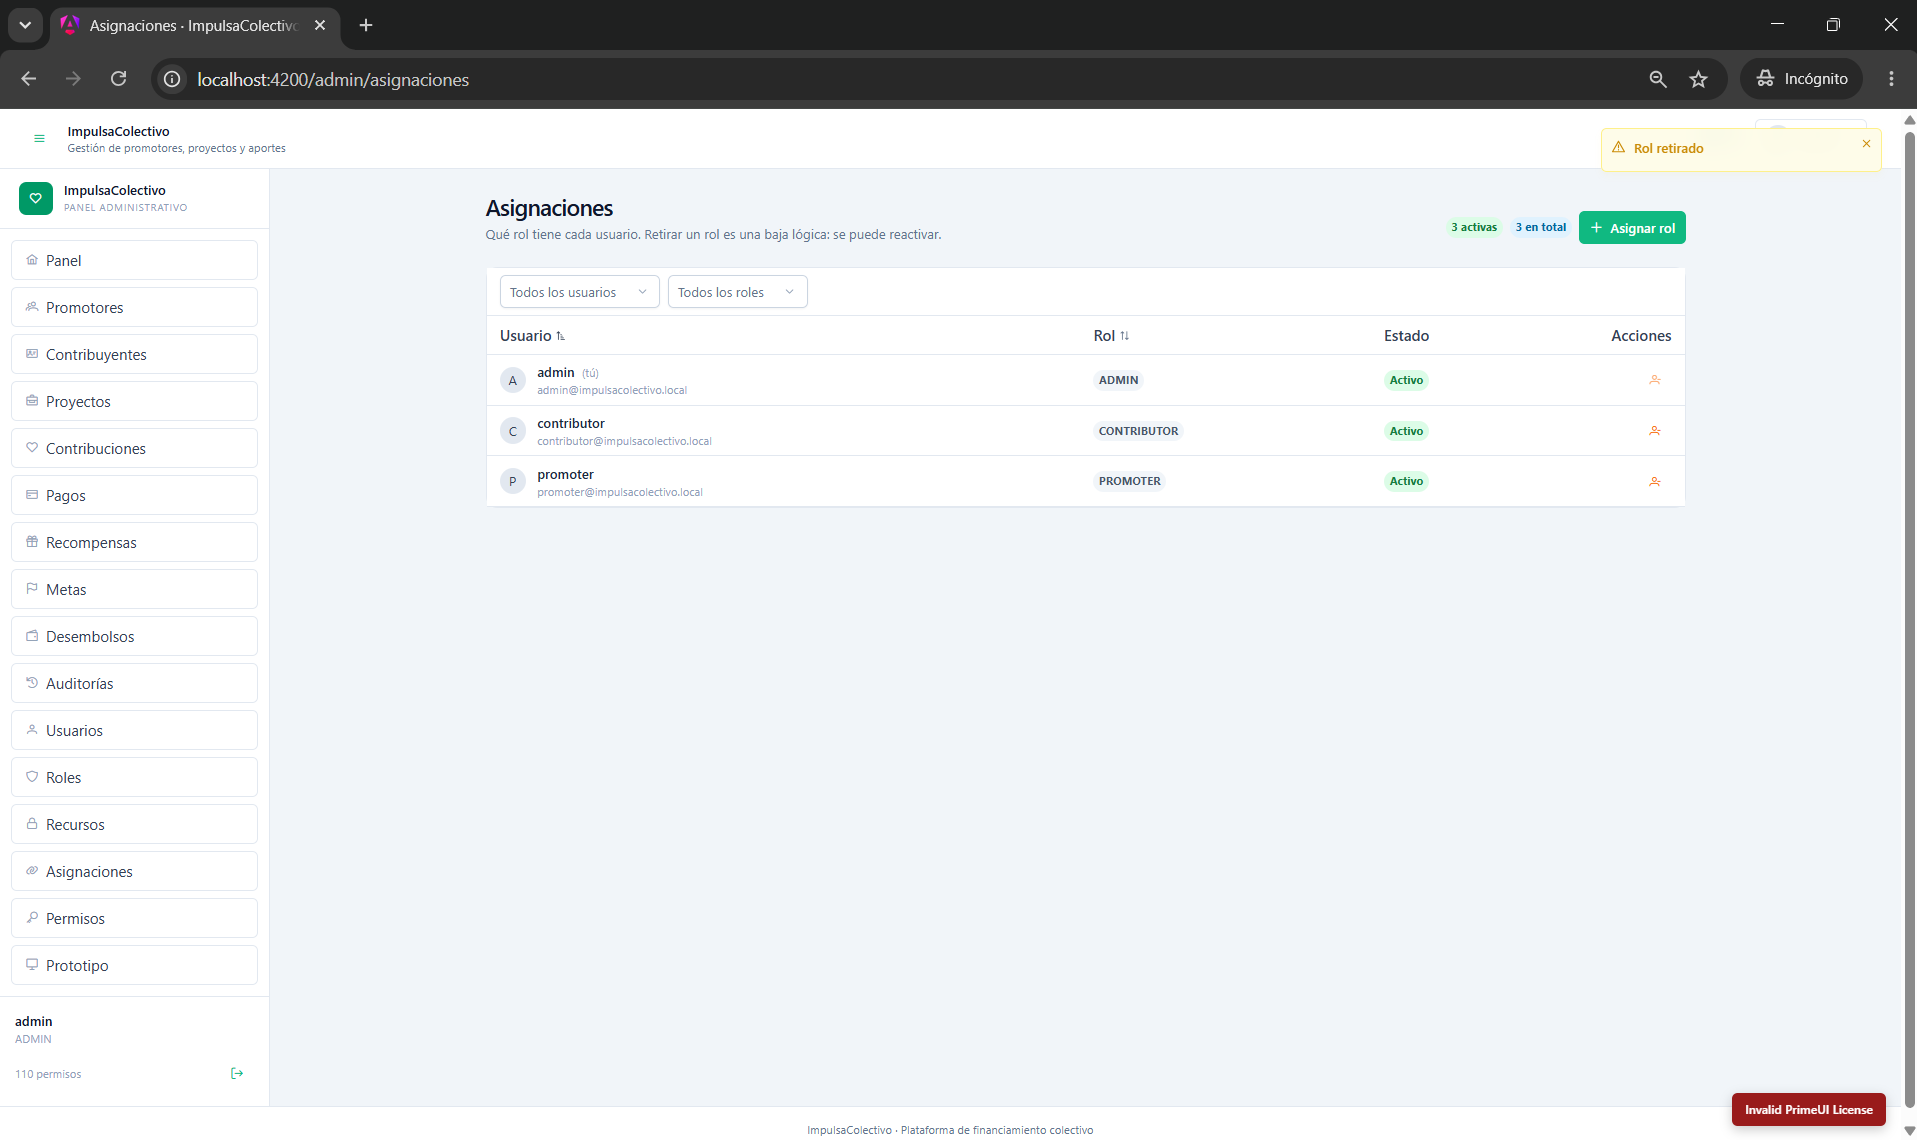 Asignaciones · ImpulsaColectivo
localhost:4200/admin/asignaciones
Incógnito
ImpulsaColectivo
Gestión de promotores, proyectos y aportes
Rol retirado
ImpulsaColectivo
PANEL ADMINISTRATIVO
Panel
Promotores
Contribuyentes
Proyectos
Contribuciones
Pagos
Recompensas
Metas
Desembolsos
Auditorías
Usuarios
Roles
Recursos
Asignaciones
Permisos
Prototipo
admin
ADMIN
110 permisos
Asignaciones
Qué rol tiene cada usuario. Retirar un rol es una baja lógica: se puede reactivar.
3 activas
3 en total
Asignar rol
Todos los usuarios
Todos los roles
Usuario Rol Estado Acciones
A admin (tú) ADMIN Activo
admin@impulsacolectivo.local
C contributor CONTRIBUTOR Activo
contributor@impulsacolectivo.local
P promoter PROMOTER Activo
promoter@impulsacolectivo.local
Invalid PrimeUI License
ImpulsaColectivo · Plataforma de financiamiento colectivo